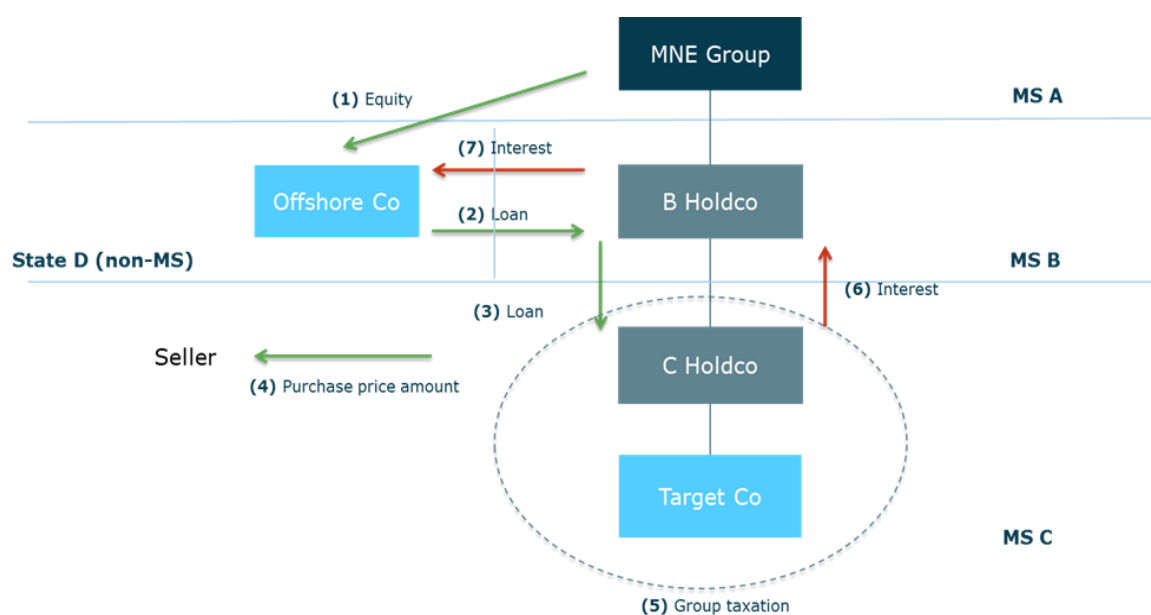 MNE Group
(1) Equity
MS A
(7) Interest
Offshore Co
B Holdco
(2) Loan
State D (non-MS)
MS B
(6) Interest
(3) Loan
Seller
C Holdco
(4) Purchase price amount
Target Co
MS C
(5) Group taxation